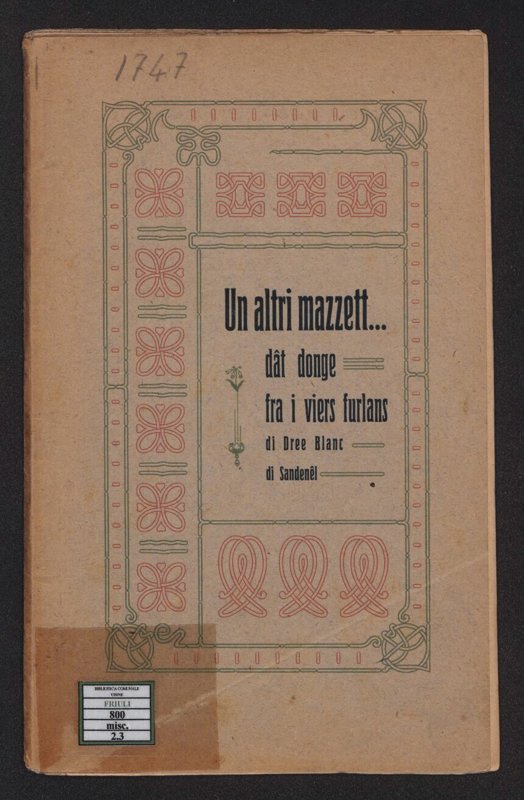 1747
Un altri mazzett...
dât donge
fra i viers furlans
di Dree Blanc
di Sandenêl
BIBLIOTECA COMUNALE
UDINE
FRIULI
800
misc.
2.3